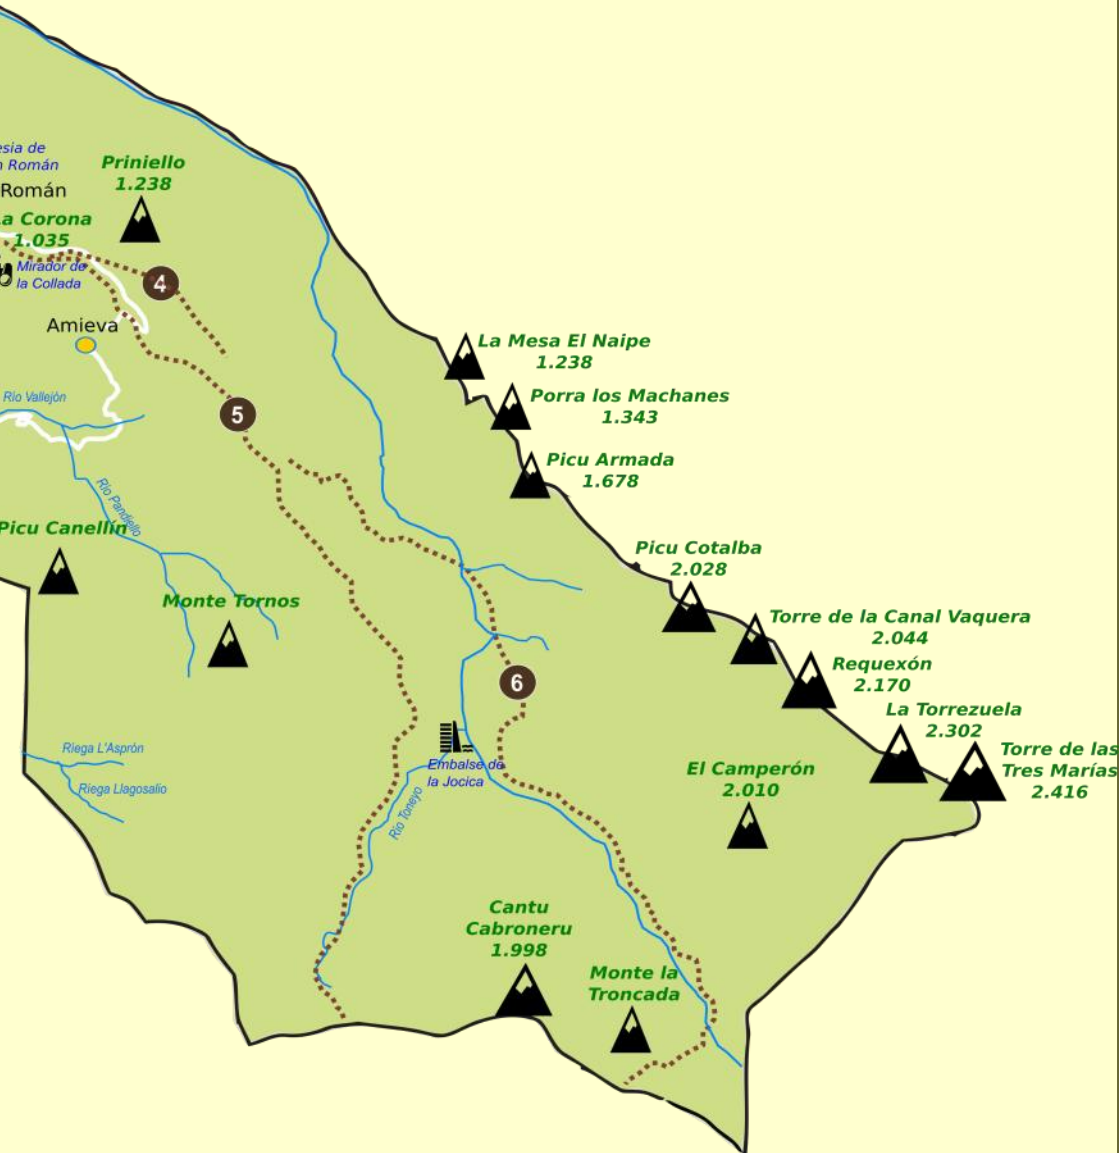 Priniello
1.238
Román
Román
a Corona
1.035
Mirador de
la Collada
4
Amieva
Río Vallejón
5
La Mesa El Naipe
1.238
Porra los Machanes
1.343
Picu Armada
1.678
Río Pandiello
Picu Canellín
Picu Cotalba
2.028
Monte Tornos
Torre de la Canal Vaquera
2.044
Requexón
2.170
6
La Torrezuela
2.302
Riega L'Asprón
Riega Llagosalio
Embalse de
la Jocica
Torre de las
Tres Marías
2.416
El Camperón
2.010
Río Toneyo
Cantu
Cabroneru
1.998
Monte la
Troncada